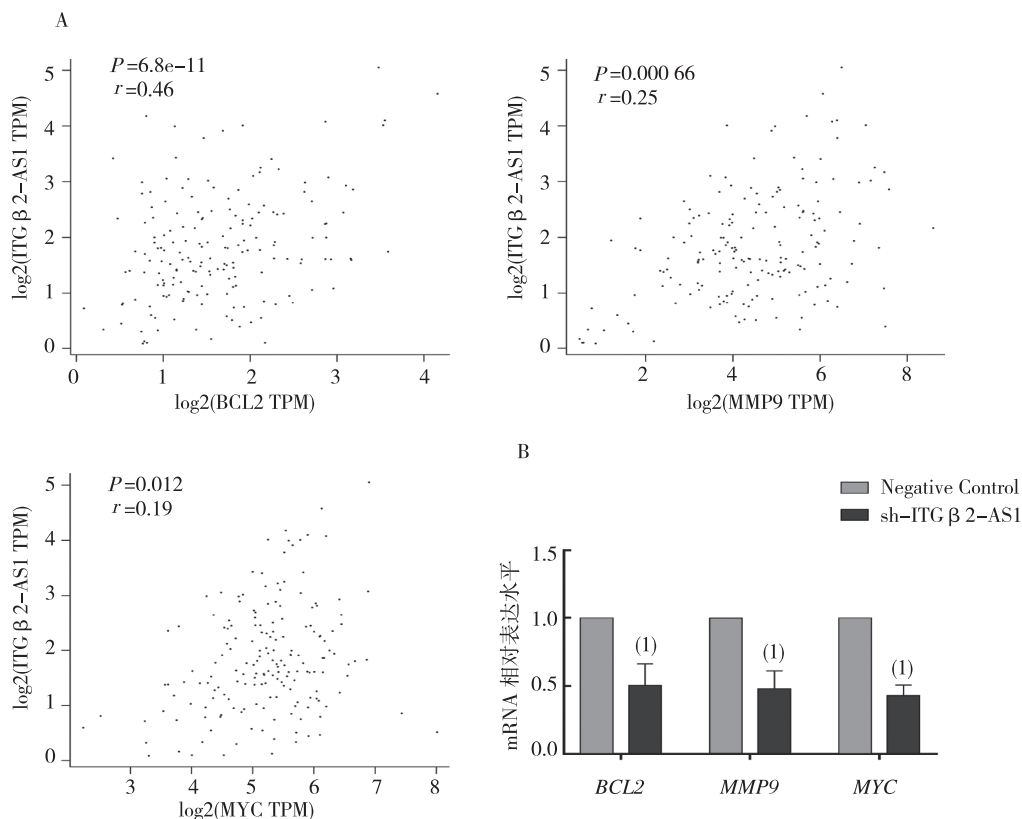 A
P=6.8e-11
r=0.46
5
4
3
2
1
0
log2(ITG β 2-AS1 TPM)
0 1 2 3 4
log2(BCL2 TPM)
P=0.000 66
r=0.25
5
4
3
2
1
0
log2(ITG β 2-AS1 TPM)
2 4 6 8
log2(MMP9 TPM)
P=0.012
r=0.19
5
4
3
2
1
0
log2(ITG β 2-AS1 TPM)
3 4 5 6 7 8
log2(MYC TPM)
B
Negative Control
sh-ITG β 2-AS1
1.5
1.0
0.5
0.0
mRNA 相对表达水平
(1) (1) (1)
BCL2 MMP9 MYC